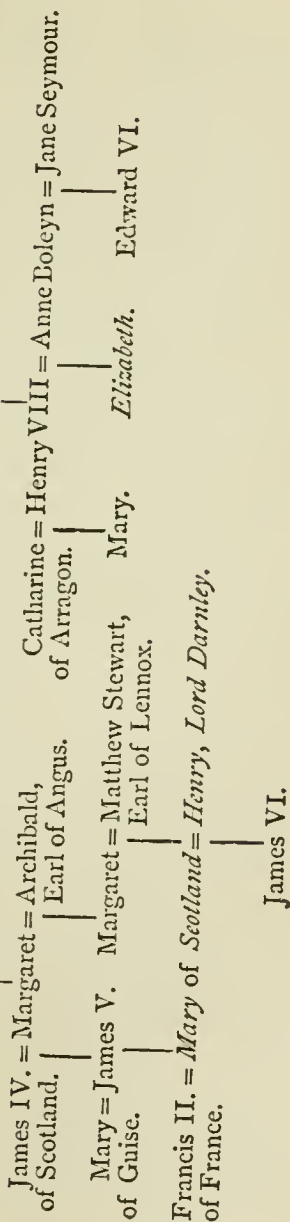 James IV. = Margaret = Archibald,
of Scotland. Earl of Angus.
Catharine = Henry VIII = Anne Boleyn = Jane Seymour.
of Arragon.
Mary = James V. Margaret = Matthew Stewart,
of Guise. Earl of Lennox.
Mary. Elizabeth. Edward VI.
Francis II. = Mary of Scotland = Henry, Lord Darnley.
of France.
James VI.